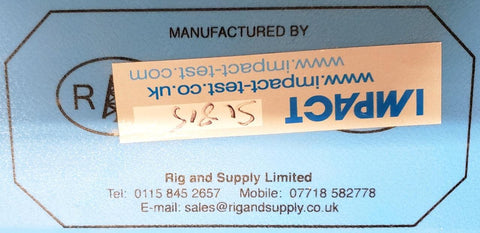 MANUFACTURED BY
R
www.impact-test.com
www.impact-test.co.uk
IMPACT
Rig and Supply Limited
Tel: 0115 845 2657 Mobile: 07718 582778
E-mail: sales@rigandsupply.co.uk